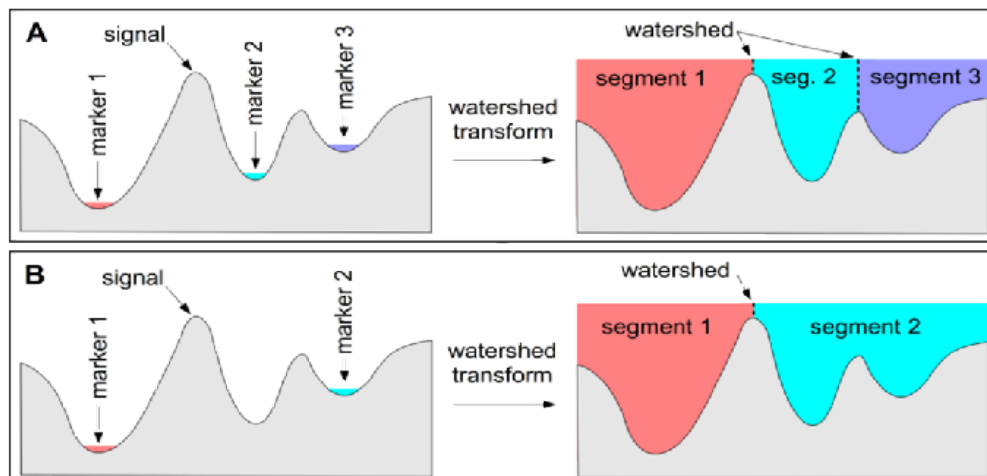 A
signal
marker 1
marker 2
marker 3
watershed
transform
watershed
segment 1
seg. 2
segment 3
B
signal
marker 1
marker 2
watershed
transform
watershed
segment 1
segment 2